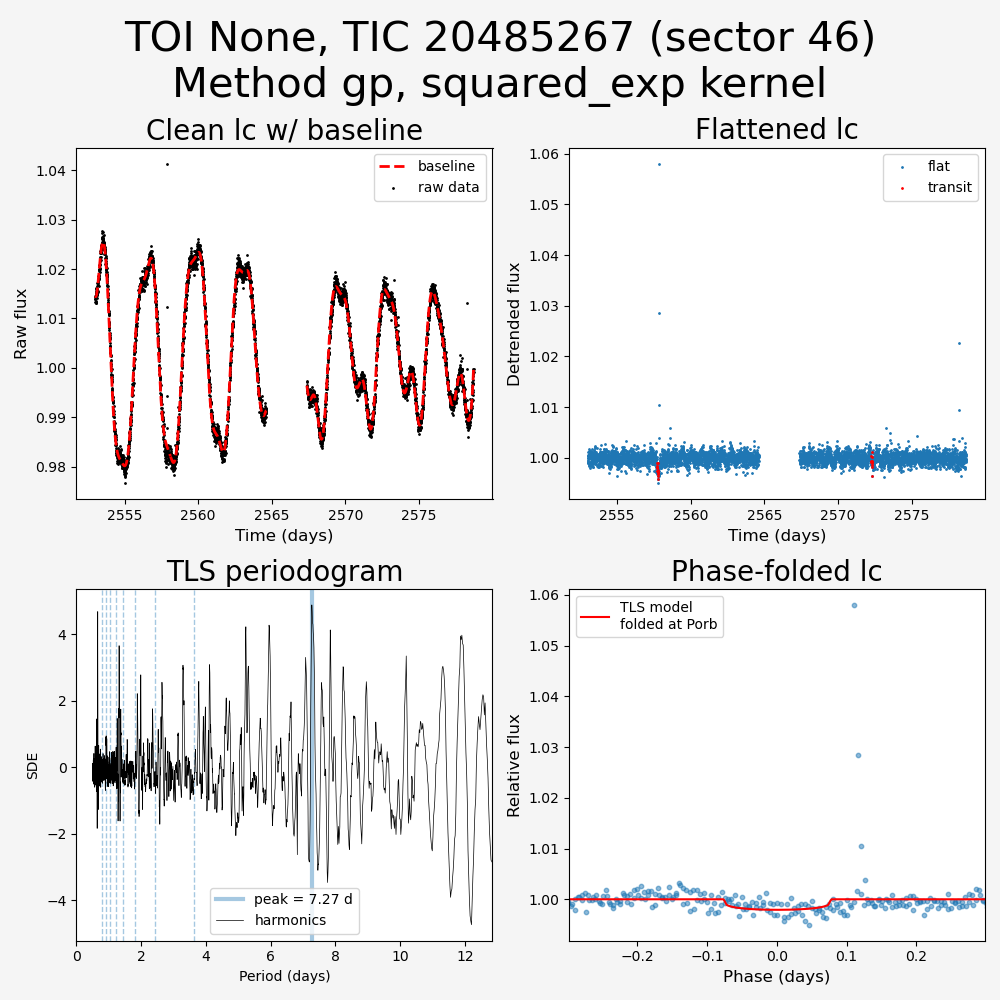 TOI None, TIC 20485267 (sector 46)
Method gp, squared_exp kernel
Clean lc w/ baseline
baseline
raw data
1.04
1.03
1.02
1.01
1.00
0.99
0.98
Raw flux
2555
2560
2565
2570
2575
Time (days)
Flattened lc
flat
transit
1.06
1.05
1.04
1.03
1.02
1.01
1.00
Detrended flux
2555
2560
2565
2570
2575
Time (days)
TLS periodogram
4
2
0
−2
−4
SDE
peak = 7.27 d
harmonics
0
2
4
6
8
10
12
Period (days)
Phase-folded lc
TLS model
folded at Porb
1.06
1.05
1.04
1.03
1.02
1.01
1.00
Relative flux
−0.2
−0.1
0.0
0.1
0.2
Phase (days)